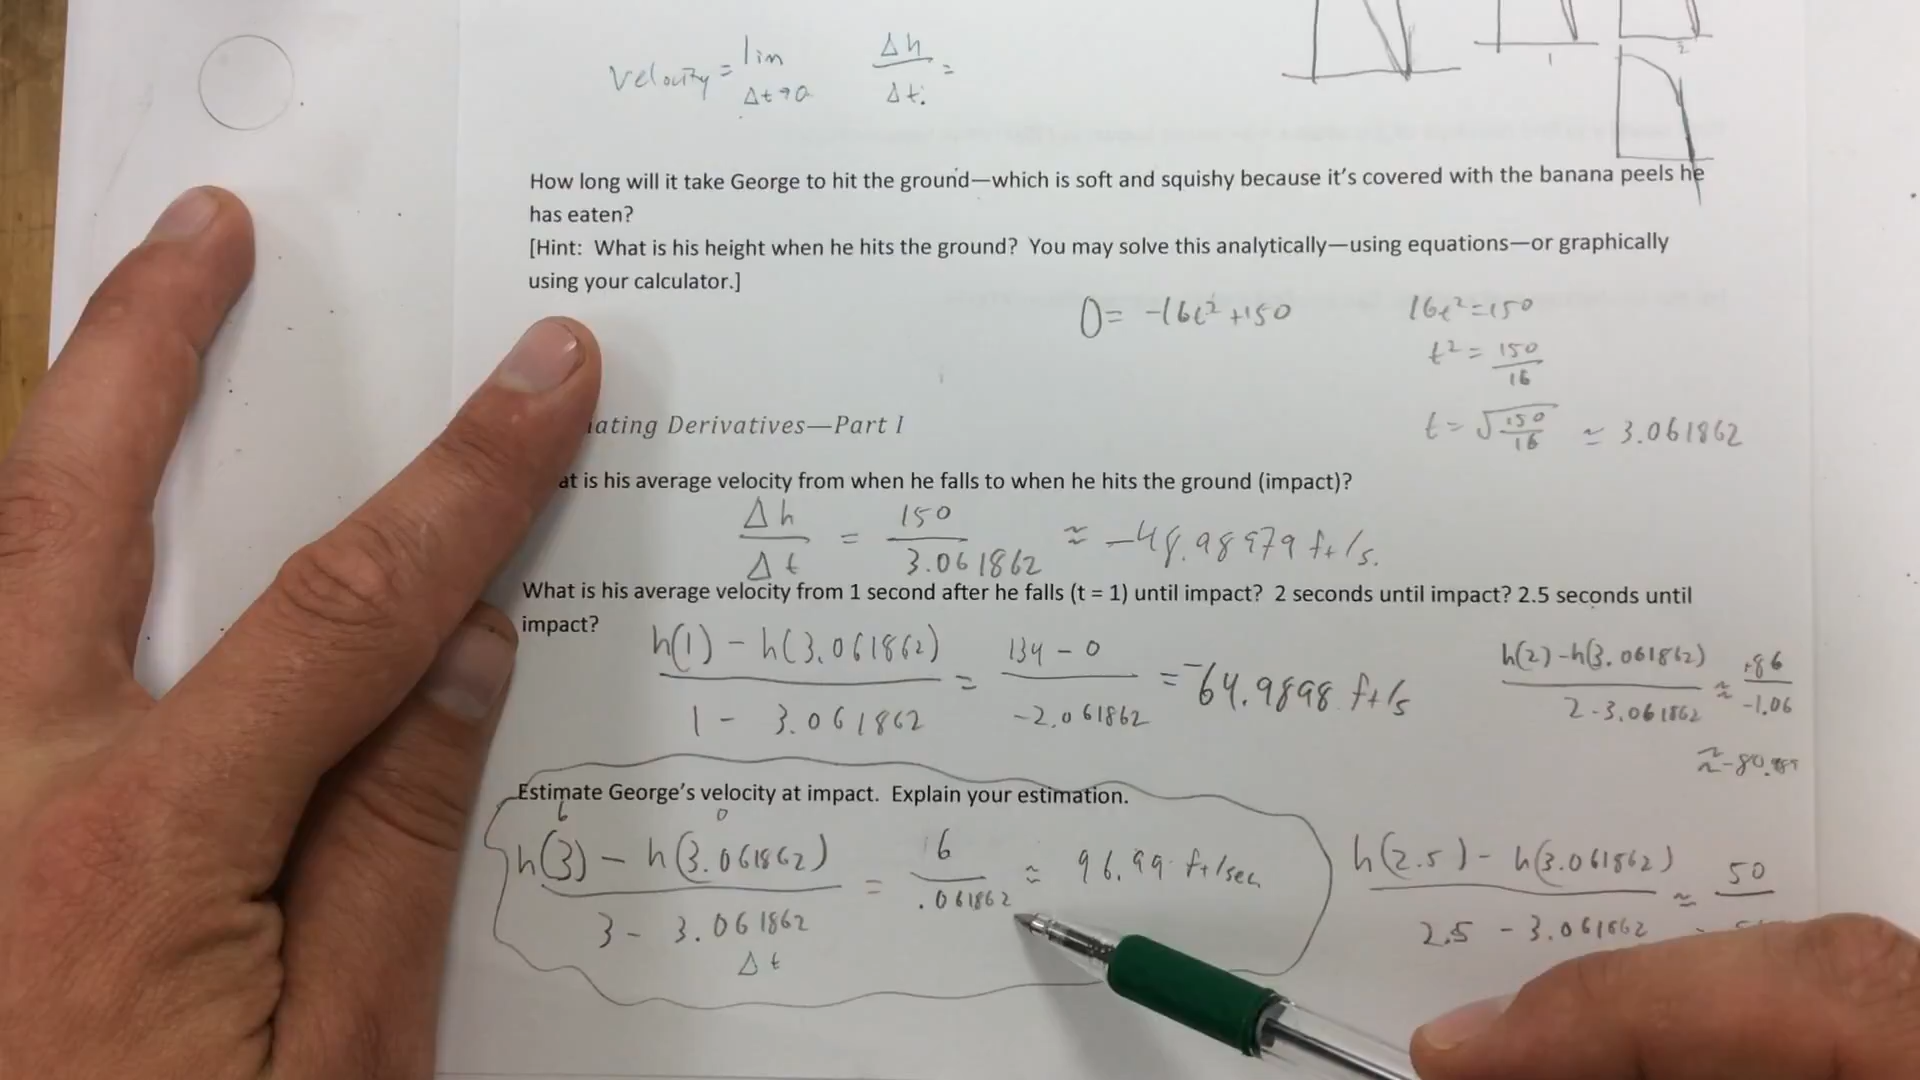 Velocity = lim Δh =
Δt→0 Δt
1
2
How long will it take George to hit the ground—which is soft and squishy because it's covered with the banana peels he
has eaten?
[Hint: What is his height when he hits the ground? You may solve this analytically—using equations—or graphically
using your calculator.]
0 = -16t² +150
16t² = 150
t² = 150/16
t = √150/16 ≃ 3.061862
iating Derivatives—Part I
at is his average velocity from when he falls to when he hits the ground (impact)?
Δh/Δt = 150/3.061862 ≈ -48.98979 ft/s.
What is his average velocity from 1 second after he falls (t = 1) until impact? 2 seconds until impact? 2.5 seconds until
impact?
h(1) - h(3.061862) / 1 - 3.061862 = 134 - 0 / -2.061862 = -64.9898 ft/s
h(2) - h(3.061862) / 2 - 3.061862 ≈ +86 / -1.06
Estimate George's velocity at impact. Explain your estimation.
6 0
h(3) - h(3.061862) / 3 - 3.061862 = 6 / .061862 ≈ 96.99 ft/sec
Δt
h(2.5) - h(3.061862) / 2.5 - 3.061862 ≈ 50